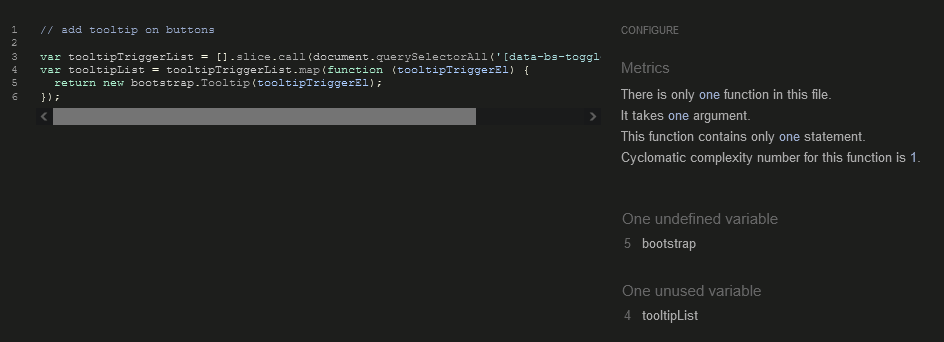 1 // add tooltip on buttons
2
3 var tooltipTriggerList = [].slice.call(document.querySelectorAll('[data-bs-toggl
4 var tooltipList = tooltipTriggerList.map(function (tooltipTriggerEl) {
5 return new bootstrap.Tooltip(tooltipTriggerEl);
6 });
CONFIGURE
Metrics
There is only one function in this file.
It takes one argument.
This function contains only one statement.
Cyclomatic complexity number for this function is 1.
One undefined variable
5 bootstrap
One unused variable
4 tooltipList